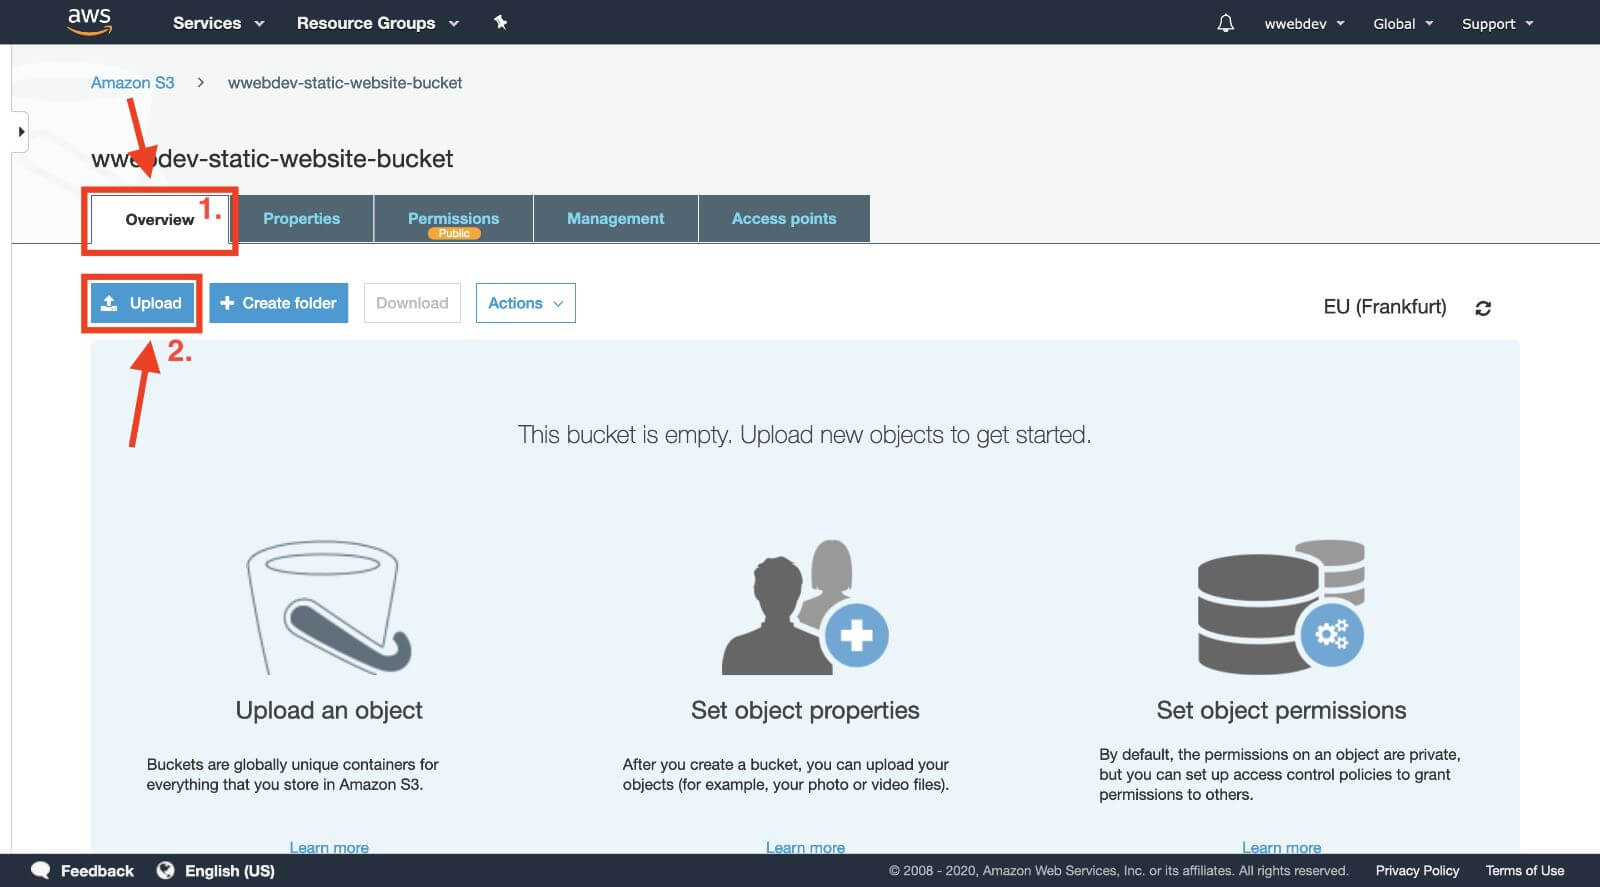 aws Services Resource Groups wwebdev Global Support
Amazon S3 > wwebdev-static-website-bucket
wwebdev-static-website-bucket
Overview 1. Properties Permissions Management Access points
Public
Upload Create folder Download Actions EU (Frankfurt)
2.
This bucket is empty. Upload new objects to get started.
Upload an object
Buckets are globally unique containers for
everything that you store in Amazon S3.
Learn more
Set object properties
After you create a bucket, you can upload your
objects (for example, your photo or video files).
Learn more
Set object permissions
By default, the permissions on an object are private,
but you can set up access control policies to grant
permissions to others.
Learn more
Feedback English (US) © 2008 - 2020, Amazon Web Services, Inc. or its affiliates. All rights reserved. Privacy Policy Terms of Use